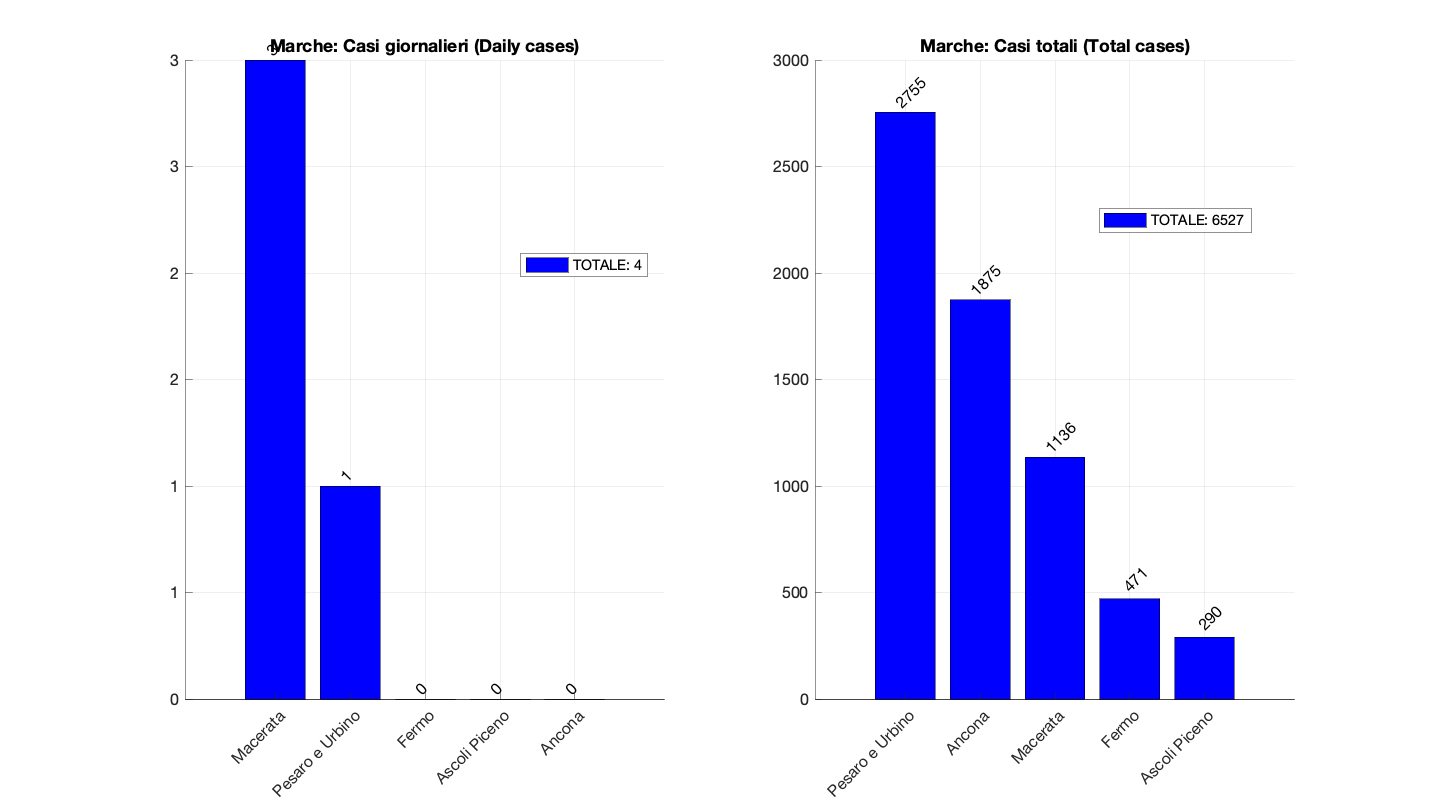 Marche: Casi giornalieri (Daily cases)
3
3
3
2
2
1
1
0
1
0
0
0
TOTALE: 4
Macerata
Pesaro e Urbino
Fermo
Ascoli Piceno
Ancona
Marche: Casi totali (Total cases)
3000
2500
2000
1500
1000
500
0
2755
1875
1136
471
290
TOTALE: 6527
Pesaro e Urbino
Ancona
Macerata
Fermo
Ascoli Piceno